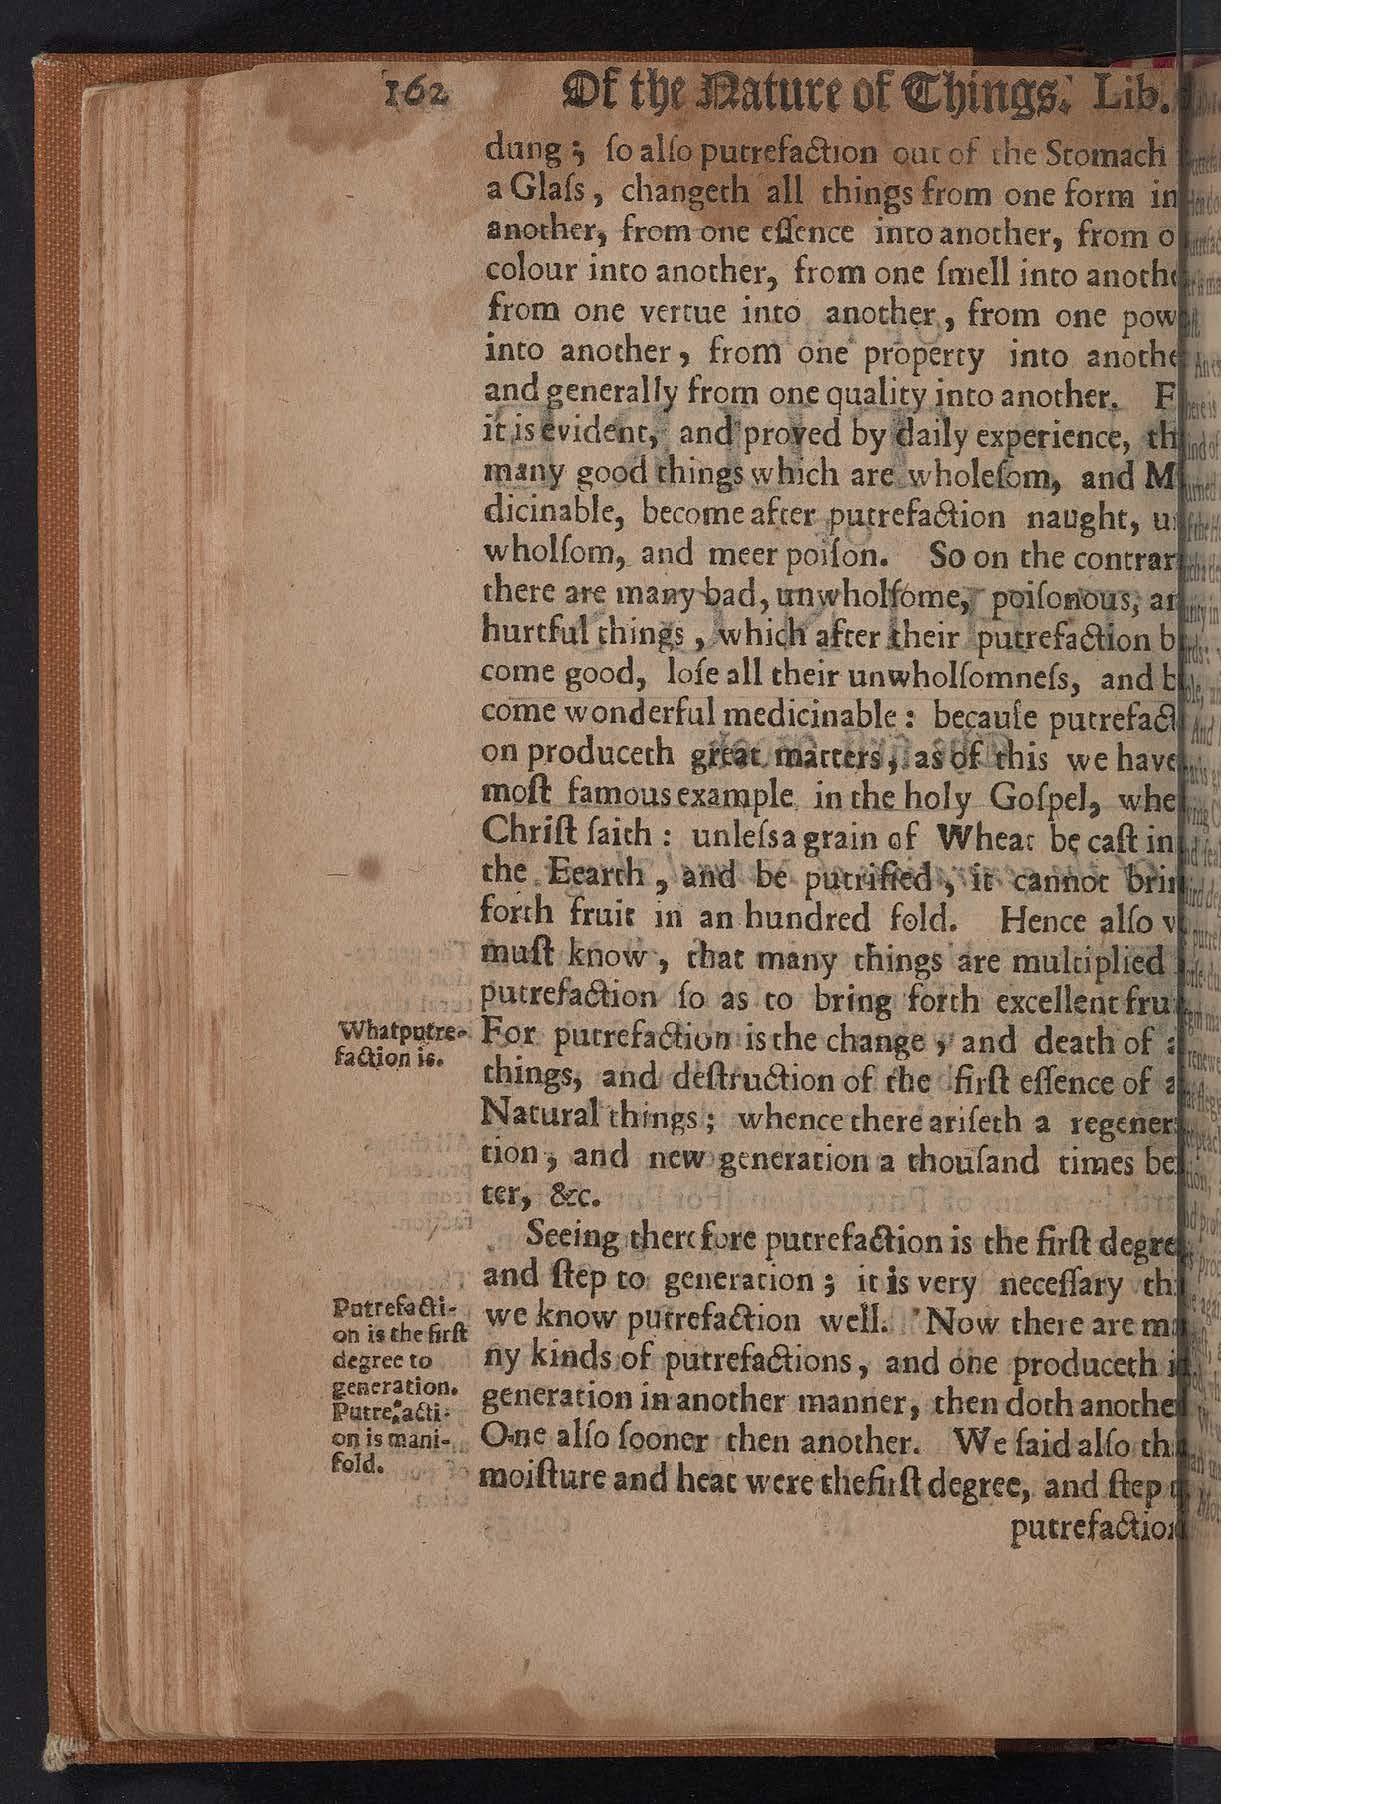 162 Of the Nature of Things. Lib.
dung; ſo alſo putrefaction out of the Stomach
a Glaſs, changeth all things from one form in
another, from one eſſence into another, from o
colour into another, from one ſmell into anothe
from one vertue into another, from one pow
into another, from one property into anothe
and generally from one quality into another. F
it is evident, and proved by daily experience, th
many good things which are wholeſom, and M
dicinable, become after putrefaction naught, u
wholſom, and meer poiſon. So on the contrar
there are many bad, unwholſome, poiſonous, an
hurtful things, which after their putrefaction b
come good, loſe all their unwholſomneſs, and b
come wonderful medicinable: becauſe putrefact
on produceth great matters, as of this we have
moſt famous example in the holy Goſpel, whe
Chriſt ſaith: unleſs a grain of Wheat be caſt in
the Eearth, and be putrified, it cannot brin
forth fruit in an hundred fold. Hence alſo
muſt know, that many things are multiplied
putrefaction ſo as to bring forth excellent fru
What putre-
faction is.
For putrefaction is the change, and death of a
things, and deſtruction of the firſt eſſence of a
Natural things; whence there ariſeth a regener
tion, and new generation a thouſand times be
ter, &c.
Seeing therefore putrefaction is the firſt degre
and ſtep to generation; it is very neceſſary th
Putrefacti-
on is the firſt
degree to
generation.
Putrefacti-
on is mani-
fold.
we know putrefaction well. Now there are ma
ny kinds of putrefactions, and one produceth i
generation in another manner, then doth anothe
One alſo ſooner then another. We ſaid alſo tha
moiſture and heat were the firſt degree, and ſtep
putrefaction